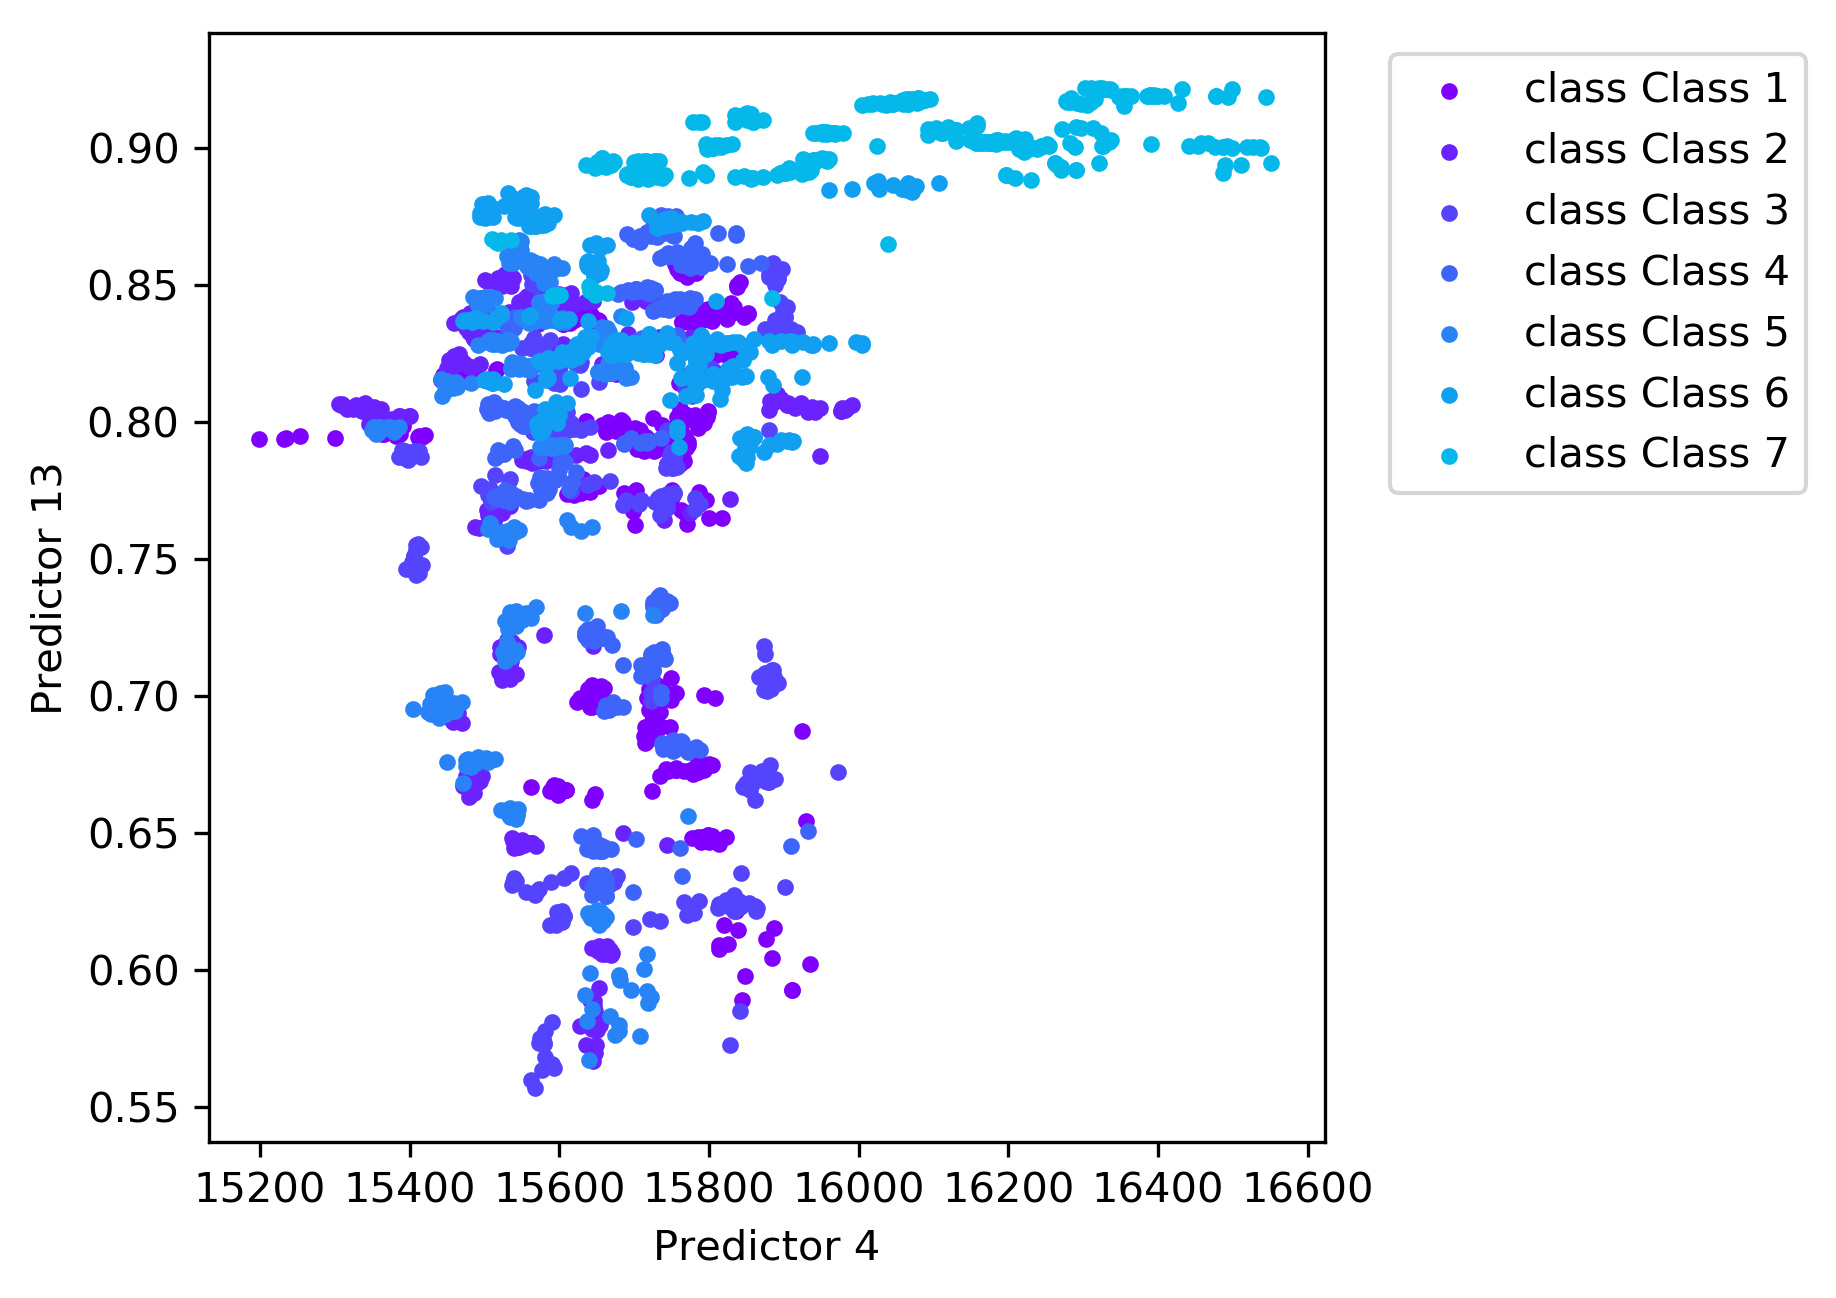 class Class 1
class Class 2
class Class 3
class Class 4
class Class 5
class Class 6
class Class 7
0.90
0.85
0.80
0.75
0.70
0.65
0.60
0.55
Predictor 13
15200 15400 15600 15800 16000 16200 16400 16600
Predictor 4